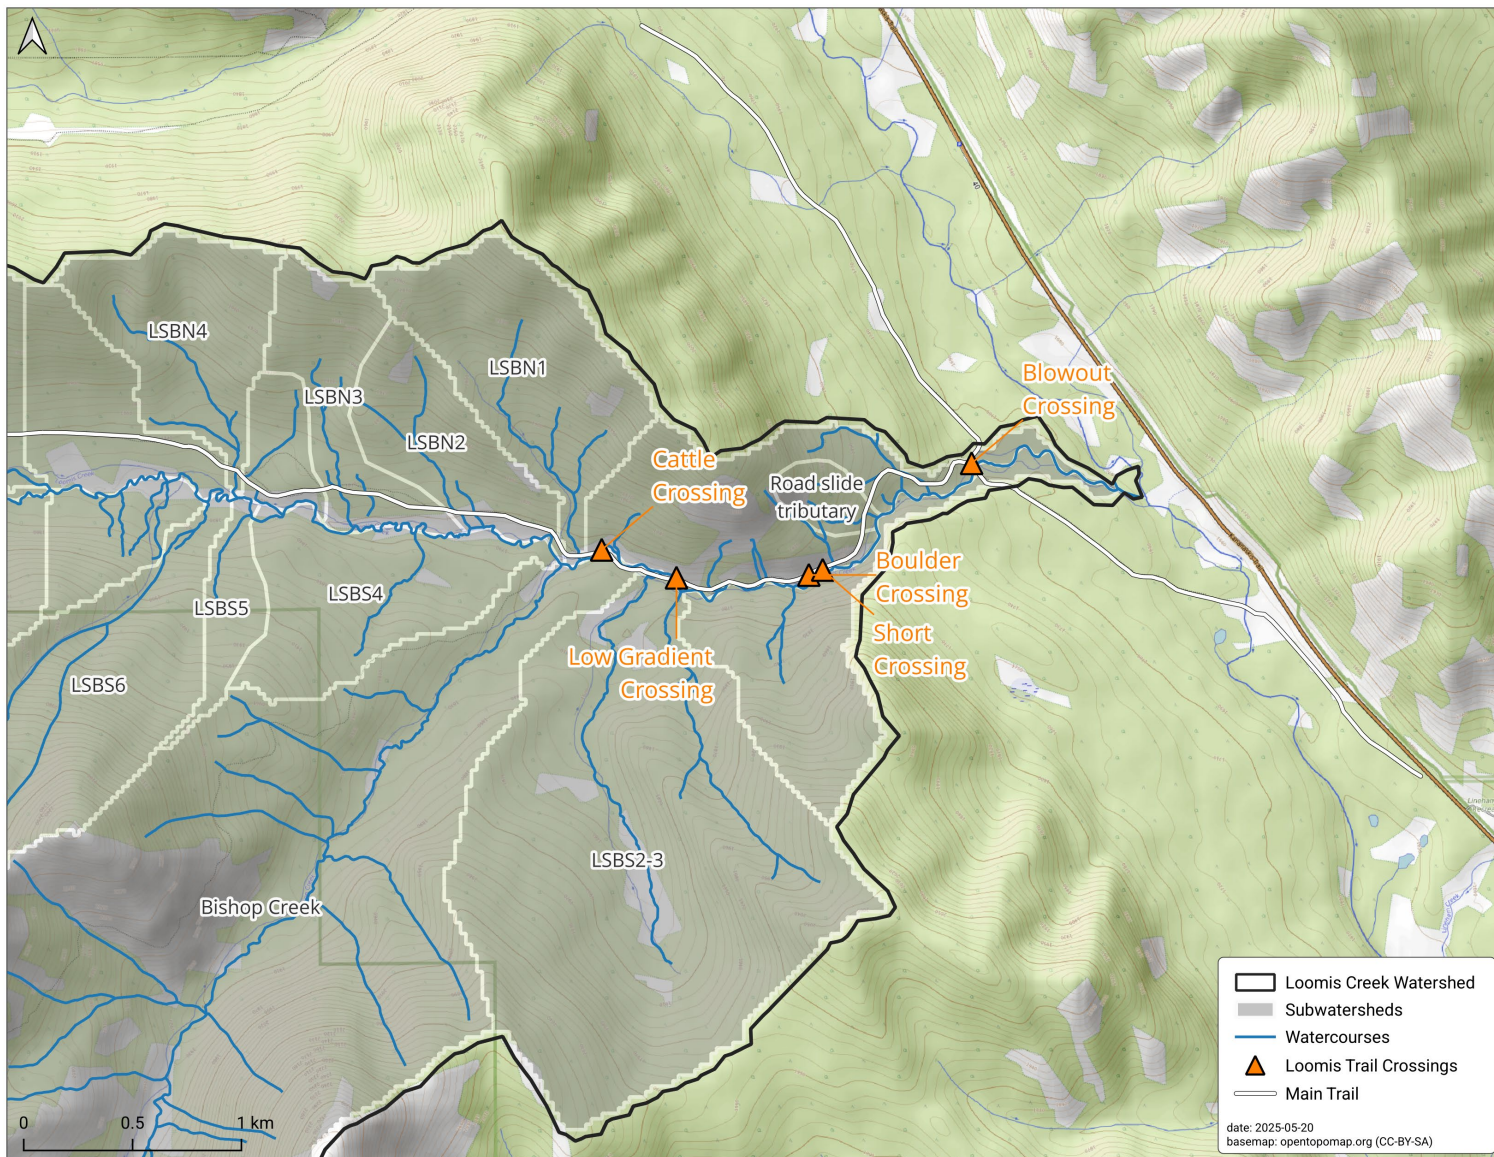 LSBN4
LSBN1
LSBN3
LSBN2
Blowout
Crossing
Cattle
Crossing
Road slide
tributary
Boulder
Crossing
Short
Crossing
LSBS5
LSBS4
Low Gradient
Crossing
LSBS6
LSBS2-3
Bishop Creek
40
Loomis Creek Watershed
Subwatersheds
Watercourses
Loomis Trail Crossings
Main Trail
date: 2025-05-20
basemap: opentopomap.org (CC-BY-SA)
0 0.5 1 km